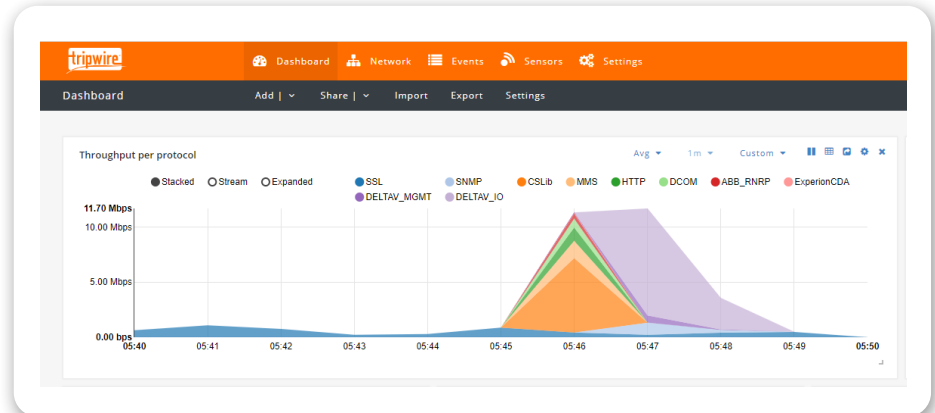 tripwire
Dashboard Network Events Sensors Settings
Dashboard Add | Share | Import Export Settings
Throughput per protocol Avg 1m Custom
Stacked Stream Expanded SSL SNMP CSLib MMS HTTP DCOM ABB_RNRP ExperionCDA
DELTAV_MGMT DELTAV_IO
11.70 Mbps
10.00 Mbps
5.00 Mbps
0.00 bps
05:40 05:41 05:42 05:43 05:44 05:45 05:46 05:47 05:48 05:49 05:50